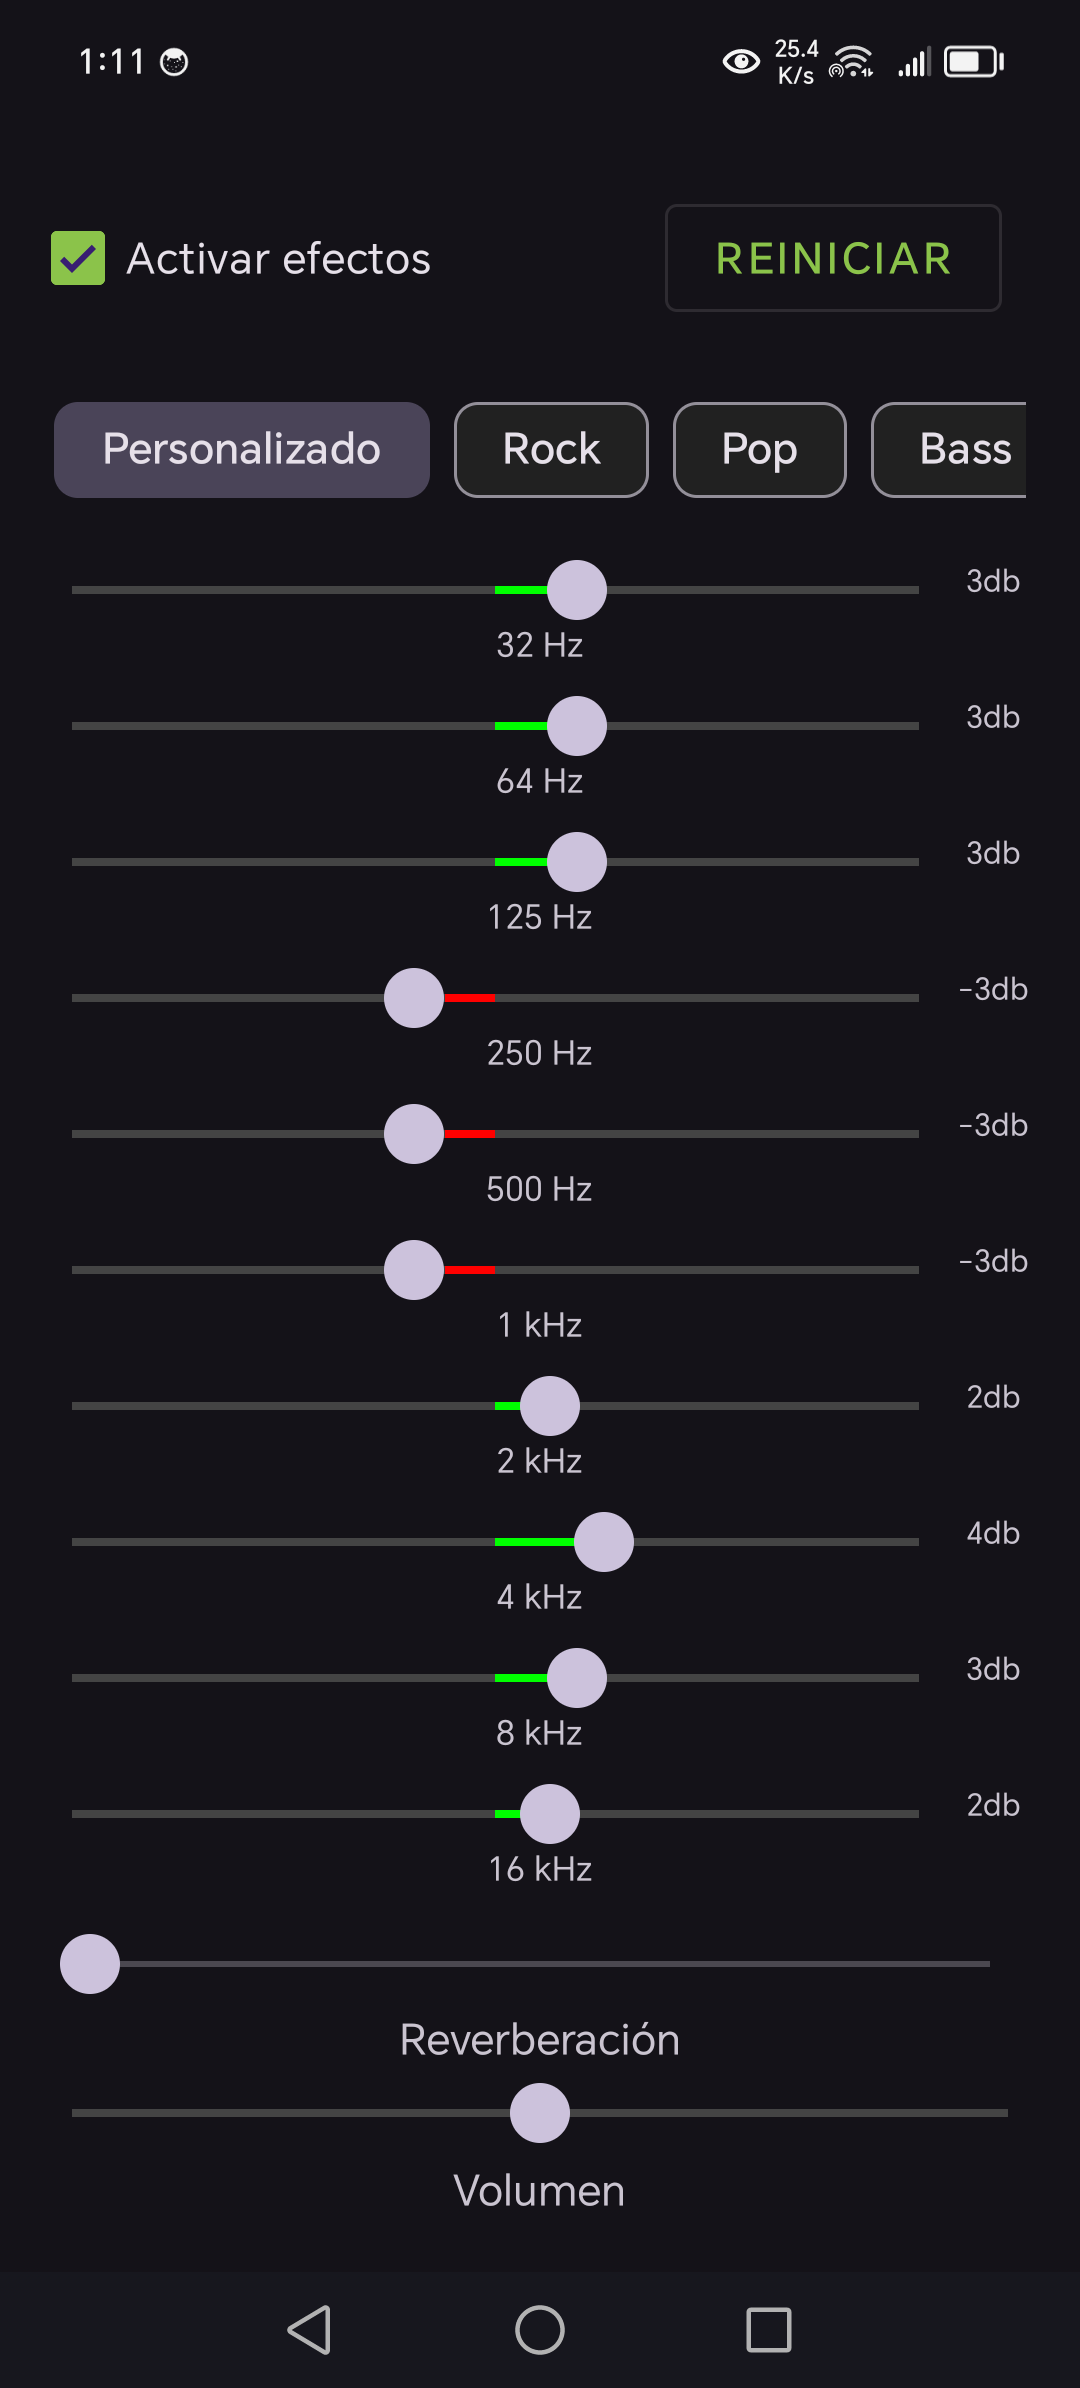 1:11
25.4
K/s
Activar efectos
REINICIAR
Personalizado Rock Pop Bass
3db
32 Hz
3db
64 Hz
3db
125 Hz
-3db
250 Hz
-3db
500 Hz
-3db
1 kHz
2db
2 kHz
4db
4 kHz
3db
8 kHz
2db
16 kHz
Reverberación
Volumen